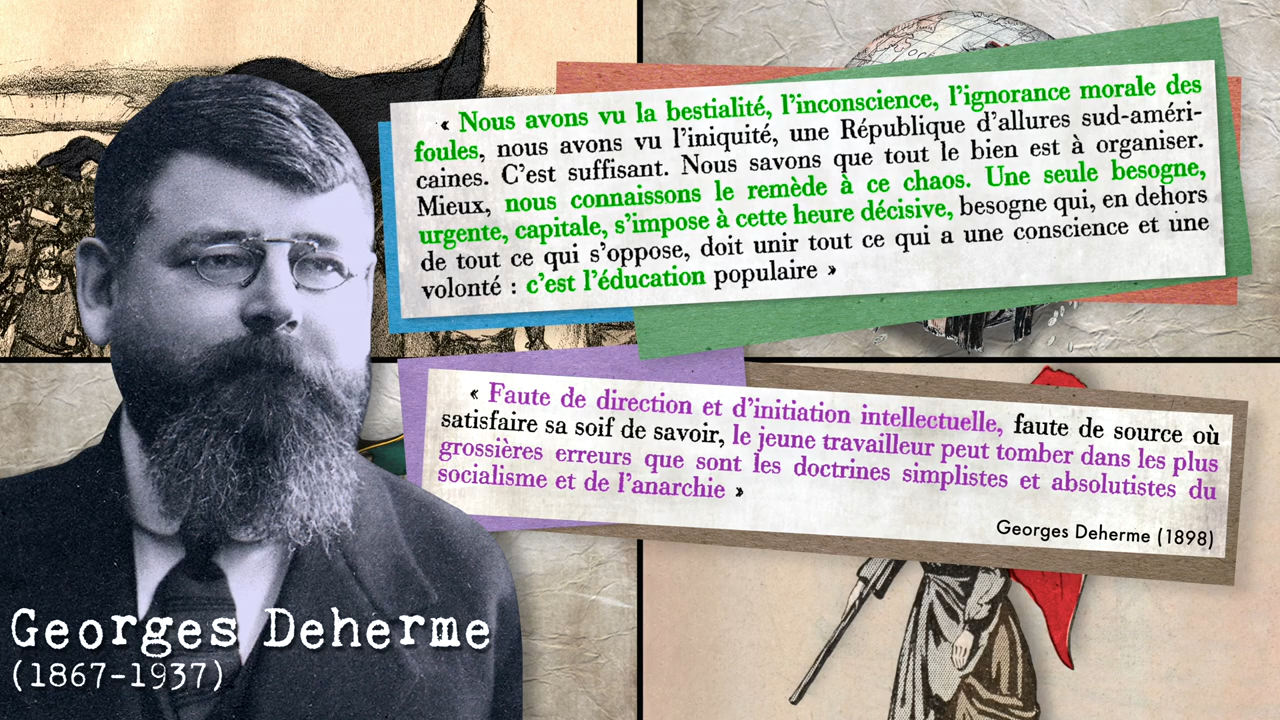 « Nous avons vu la bestialité, l'inconscience, l'ignorance morale des
foules, nous avons vu l'iniquité, une République d'allures sud-améri-
caines. C'est suffisant. Nous savons que tout le bien est à organiser.
Mieux, nous connaissons le remède à ce chaos. Une seule besogne,
urgente, capitale, s'impose à cette heure décisive, besogne qui, en dehors
de tout ce qui s'oppose, doit unir tout ce qui a une conscience et une
volonté : c'est l'éducation populaire »
« Faute de direction et d'initiation intellectuelle, faute de source où
satisfaire sa soif de savoir, le jeune travailleur peut tomber dans les plus
grossières erreurs que sont les doctrines simplistes et absolutistes du
socialisme et de l'anarchie »
Georges Deherme (1898)
Georges Deherme
(1867-1937)